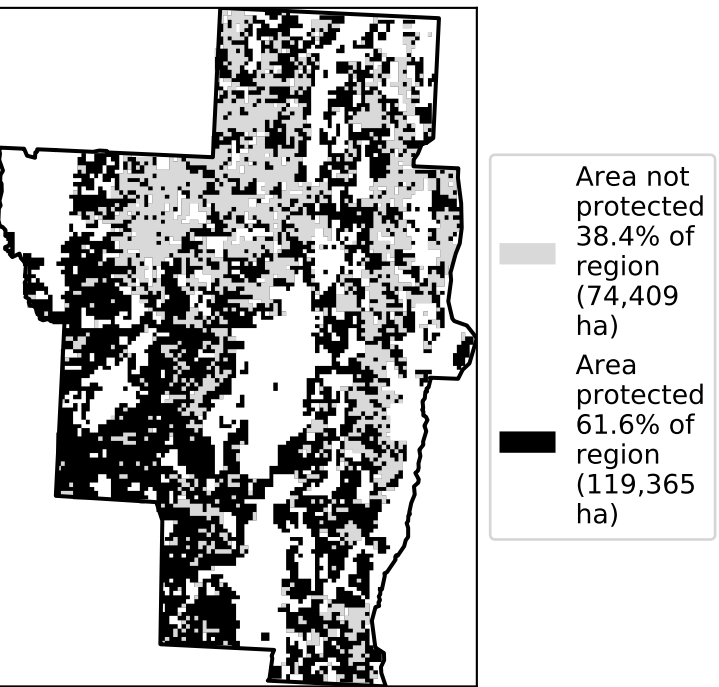 Area not
protected
38.4% of
region
(74,409
ha)
Area
protected
61.6% of
region
(119,365
ha)